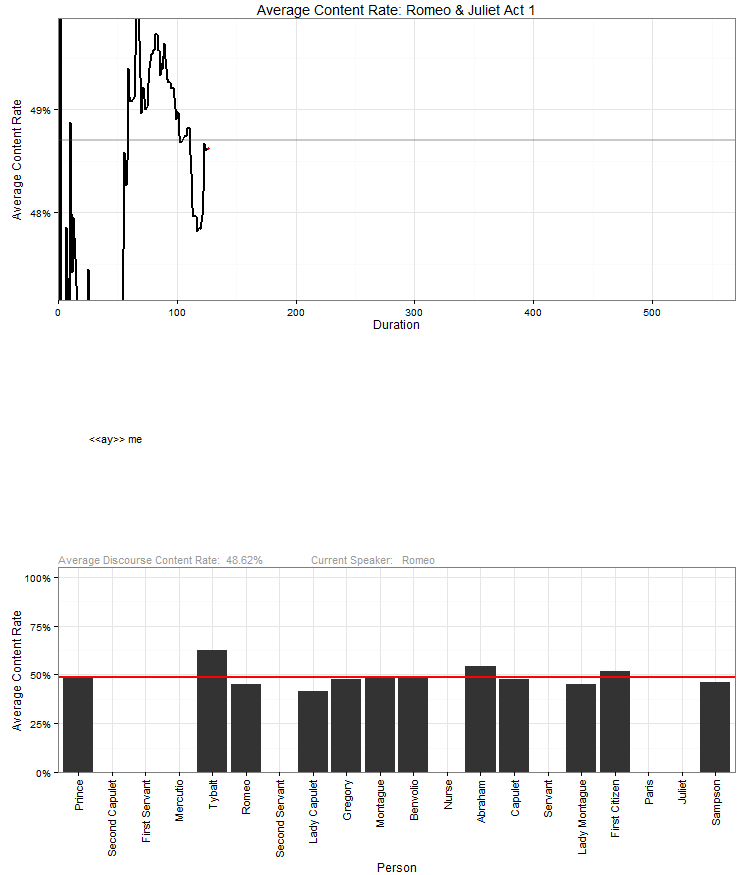 Average Content Rate: Romeo & Juliet Act 1
Average Content Rate
49%
48%
0 100 200 300 400 500
Duration
<<ay>> me
Average Discourse Content Rate: 48.62% Current Speaker: Romeo
Average Content Rate
100%
75%
50%
25%
0%
Prince
Second Capulet
First Servant
Mercutio
Tybalt
Romeo
Second Servant
Lady Capulet
Gregory
Montague
Benvolio
Nurse
Abraham
Capulet
Servant
Lady Montague
First Citizen
Paris
Juliet
Sampson
Person